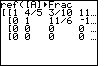 ref([A])▶Frac
[[1 4/5 3/10 11…
 [0 1 11/6 -1…
 [0 0 0 0 …
 [0 0 0 0 …